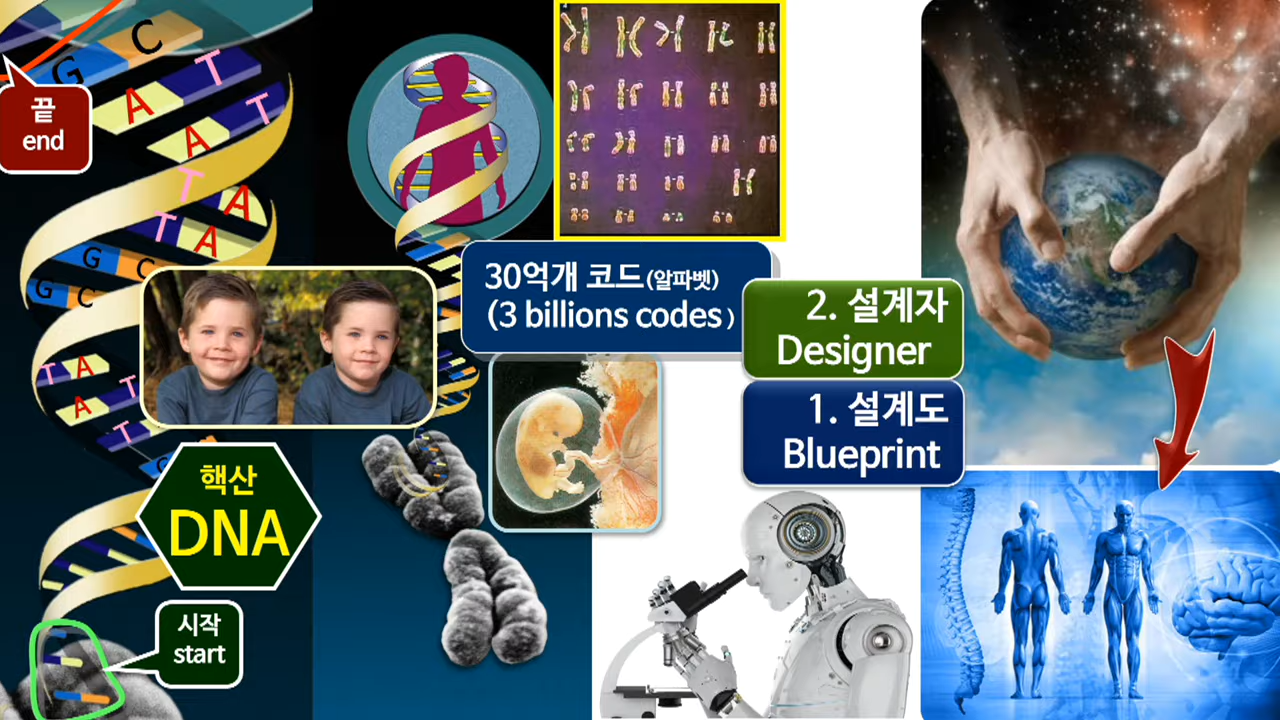 C
G
T
A
T
A
끝
end
T
A
T
A
G
C
G
C
30억개 코드(알파벳)
(3 billions codes)
2. 설계자
Designer
1. 설계도
Blueprint
T
A
T
A
T
G
핵산
DNA
시작
start